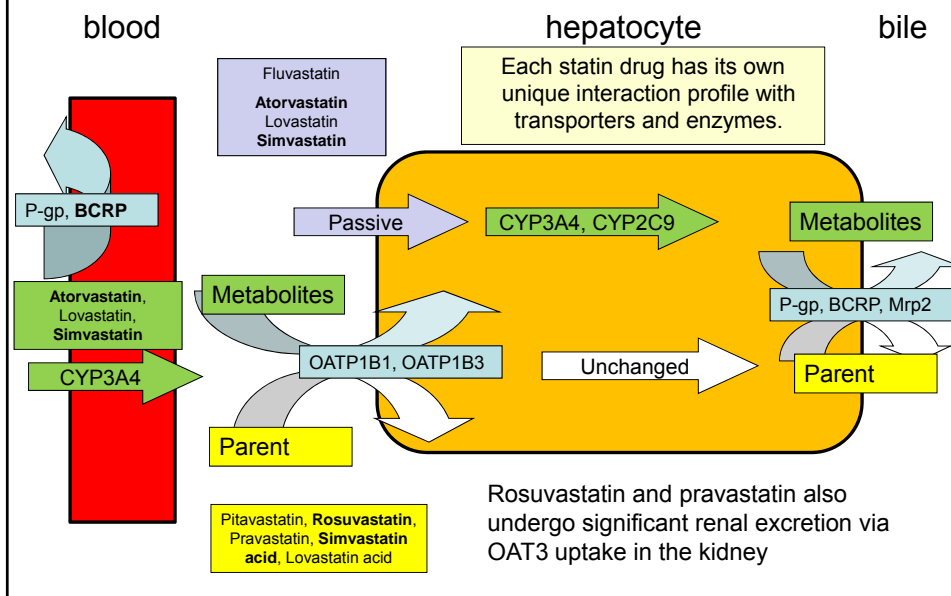 blood
hepatocyte
bile
Fluvastatin
Atorvastatin
Lovastatin
Simvastatin
Each statin drug has its own
unique interaction profile with
transporters and enzymes.
P-gp, BCRP
Passive
CYP3A4, CYP2C9
Metabolites
Atorvastatin,
Lovastatin,
Simvastatin
Metabolites
P-gp, BCRP, Mrp2
CYP3A4
OATP1B1, OATP1B3
Unchanged
Parent
Parent
Pitavastatin, Rosuvastatin,
Pravastatin, Simvastatin
acid, Lovastatin acid
Rosuvastatin and pravastatin also
undergo significant renal excretion via
OAT3 uptake in the kidney